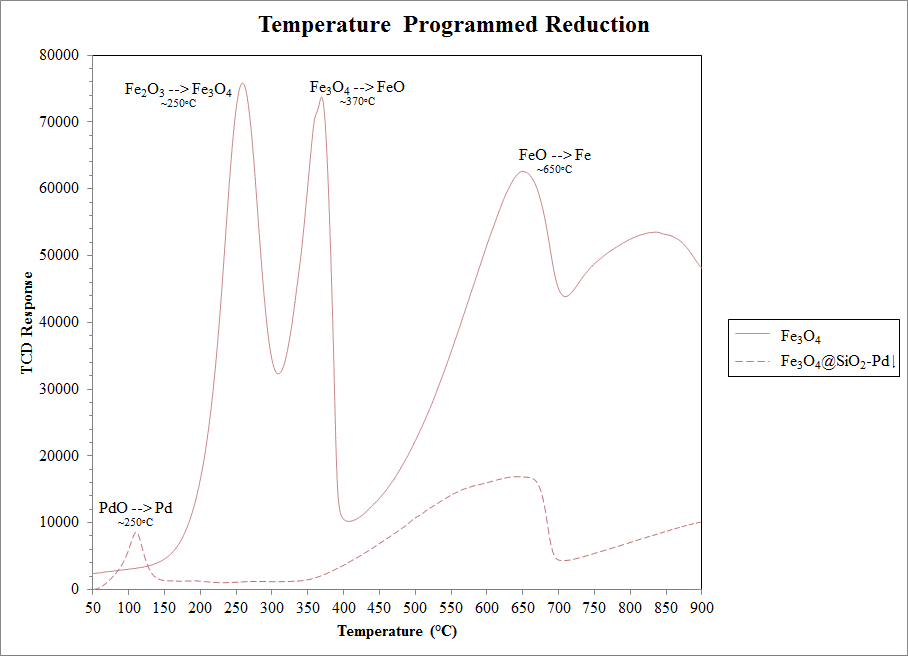 Temperature Programmed Reduction
80000
70000
60000
50000
40000
30000
20000
10000
0
TCD Response
Fe₂O₃ --> Fe₃O₄
~250°C
Fe₃O₄ --> FeO
~370°C
FeO --> Fe
~650°C
PdO --> Pd
~250°C
50 100 150 200 250 300 350 400 450 500 550 600 650 700 750 800 850 900
Temperature (°C)
Fe₃O₄
Fe₃O₄@SiO₂-Pd↓